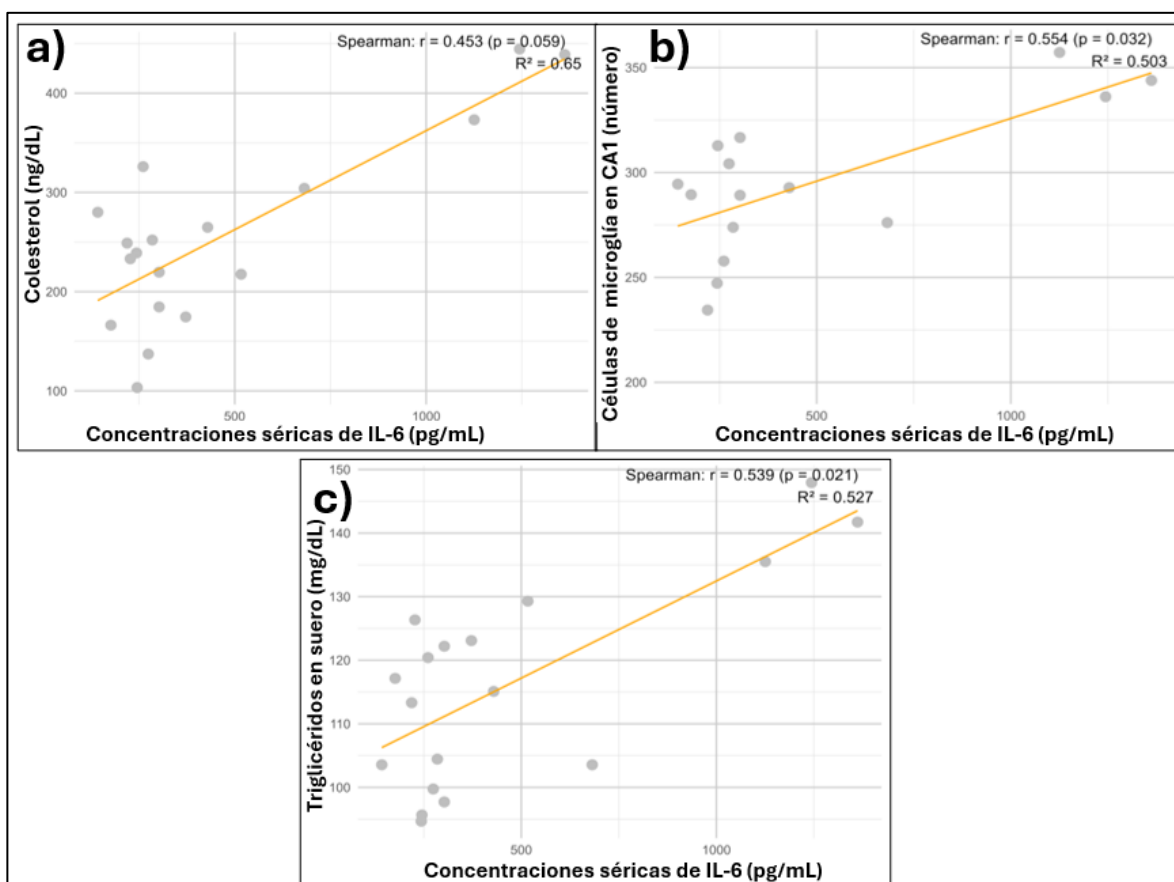 a)
Spearman: r = 0.453 (p = 0.059)
R² = 0.65
Colesterol (ng/dL)
400
300
200
100
500
1000
Concentraciones séricas de IL-6 (pg/mL)
b)
Spearman: r = 0.554 (p = 0.032)
R² = 0.503
Células de microglía en CA1 (número)
350
300
250
200
500
1000
Concentraciones séricas de IL-6 (pg/mL)
c)
Spearman: r = 0.539 (p = 0.021)
R² = 0.527
Triglicéridos en suero (mg/dL)
150
140
130
120
110
100
500
1000
Concentraciones séricas de IL-6 (pg/mL)